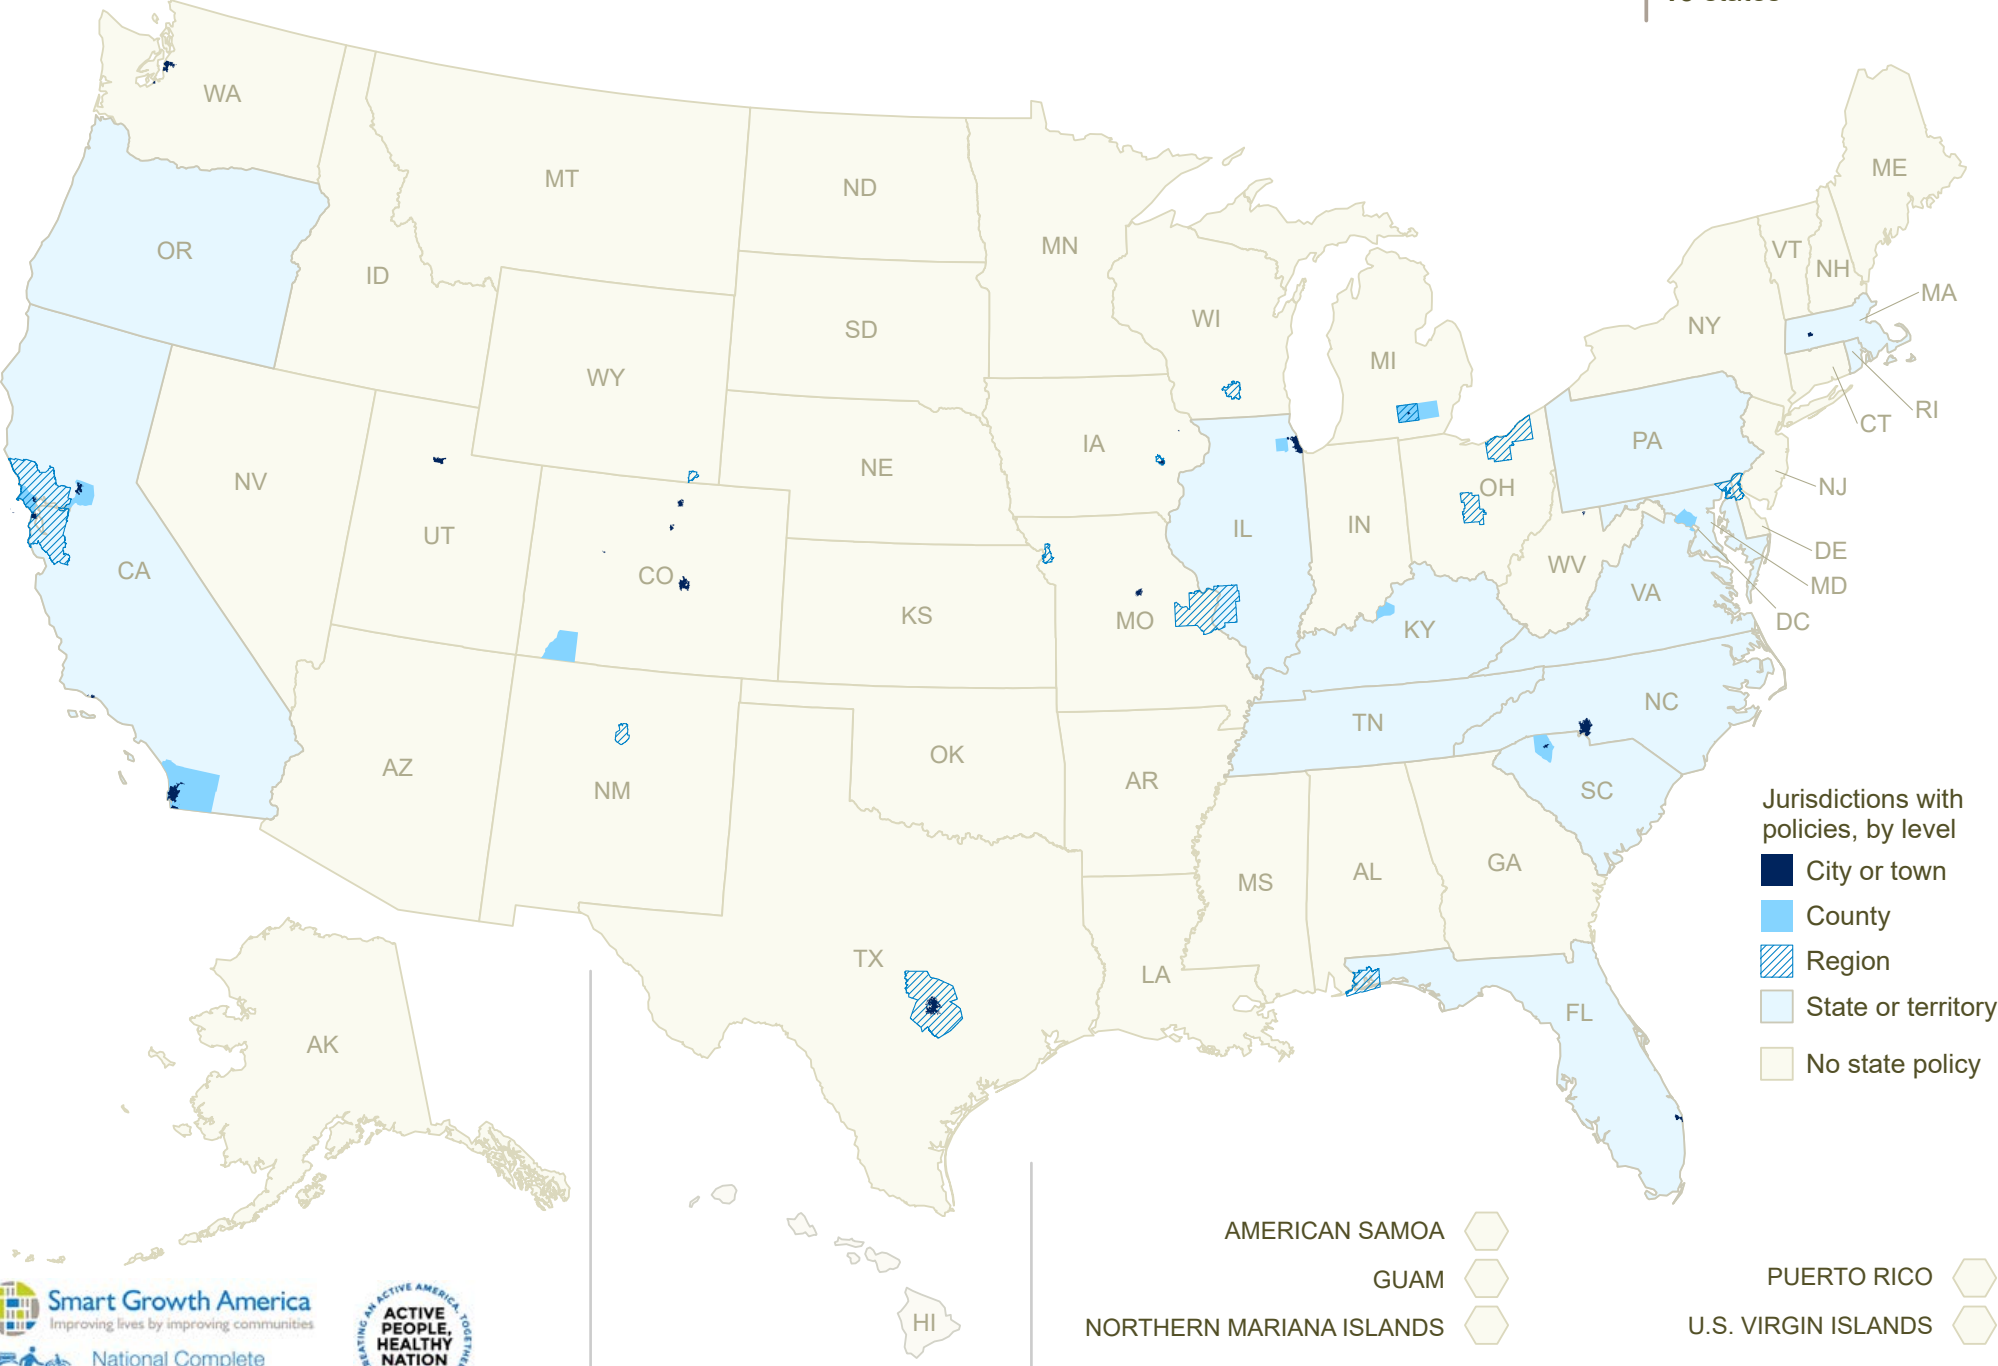 WA
MT
ND
MN
ME
OR
ID
SD
WI
MI
NY
VT
NH
MA
WY
IA
NE
PA
RI
CT
NV
UT
CO
KS
MO
IL
IN
OH
WV
VA
NJ
DE
MD
DC
CA
KY
AZ
NM
OK
AR
TN
NC
SC
MS
AL
GA
TX
LA
FL
AK
HI
Jurisdictions with
policies, by level
City or town
County
Region
State or territory
No state policy
AMERICAN SAMOA
GUAM
NORTHERN MARIANA ISLANDS
PUERTO RICO
U.S. VIRGIN ISLANDS
Smart Growth America
Improving lives by improving communities
National Complete
AN ACTIVE AMERICA,
ACTIVE
PEOPLE,
HEALTHY
NATION